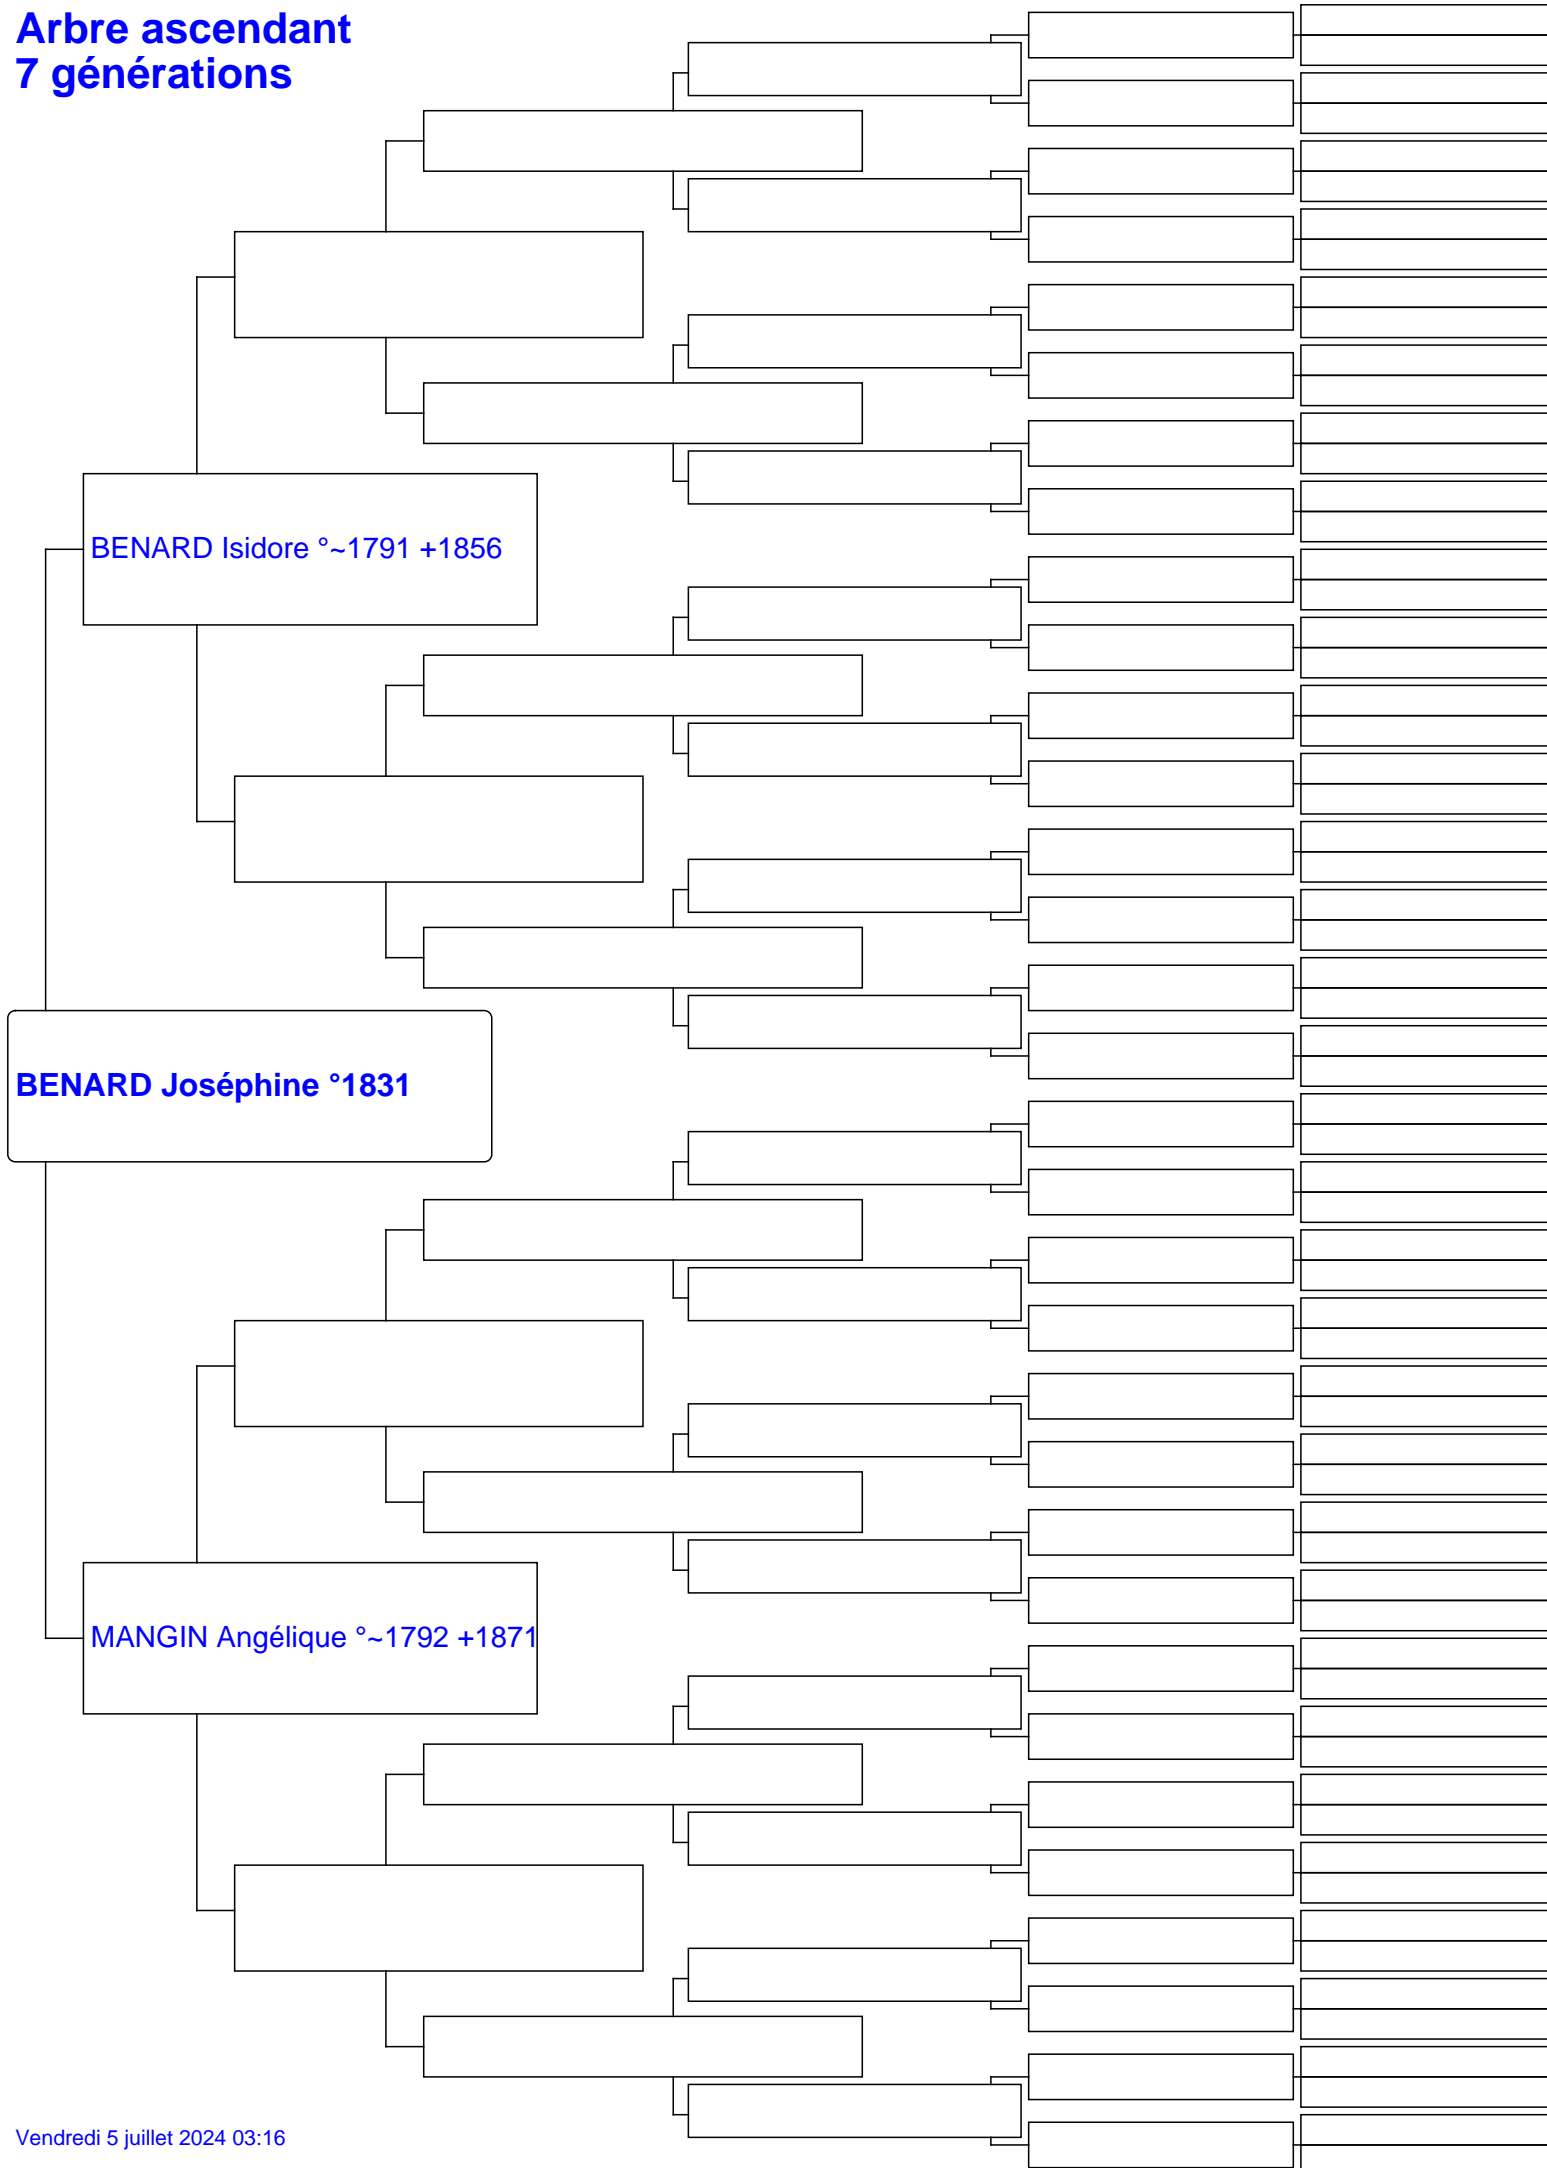 Arbre ascendant
7 générations
BENARD Isidore °~1791 +1856
BENARD Joséphine °1831
MANGIN Angélique °~1792 +1871
Vendredi 5 juillet 2024 03:16